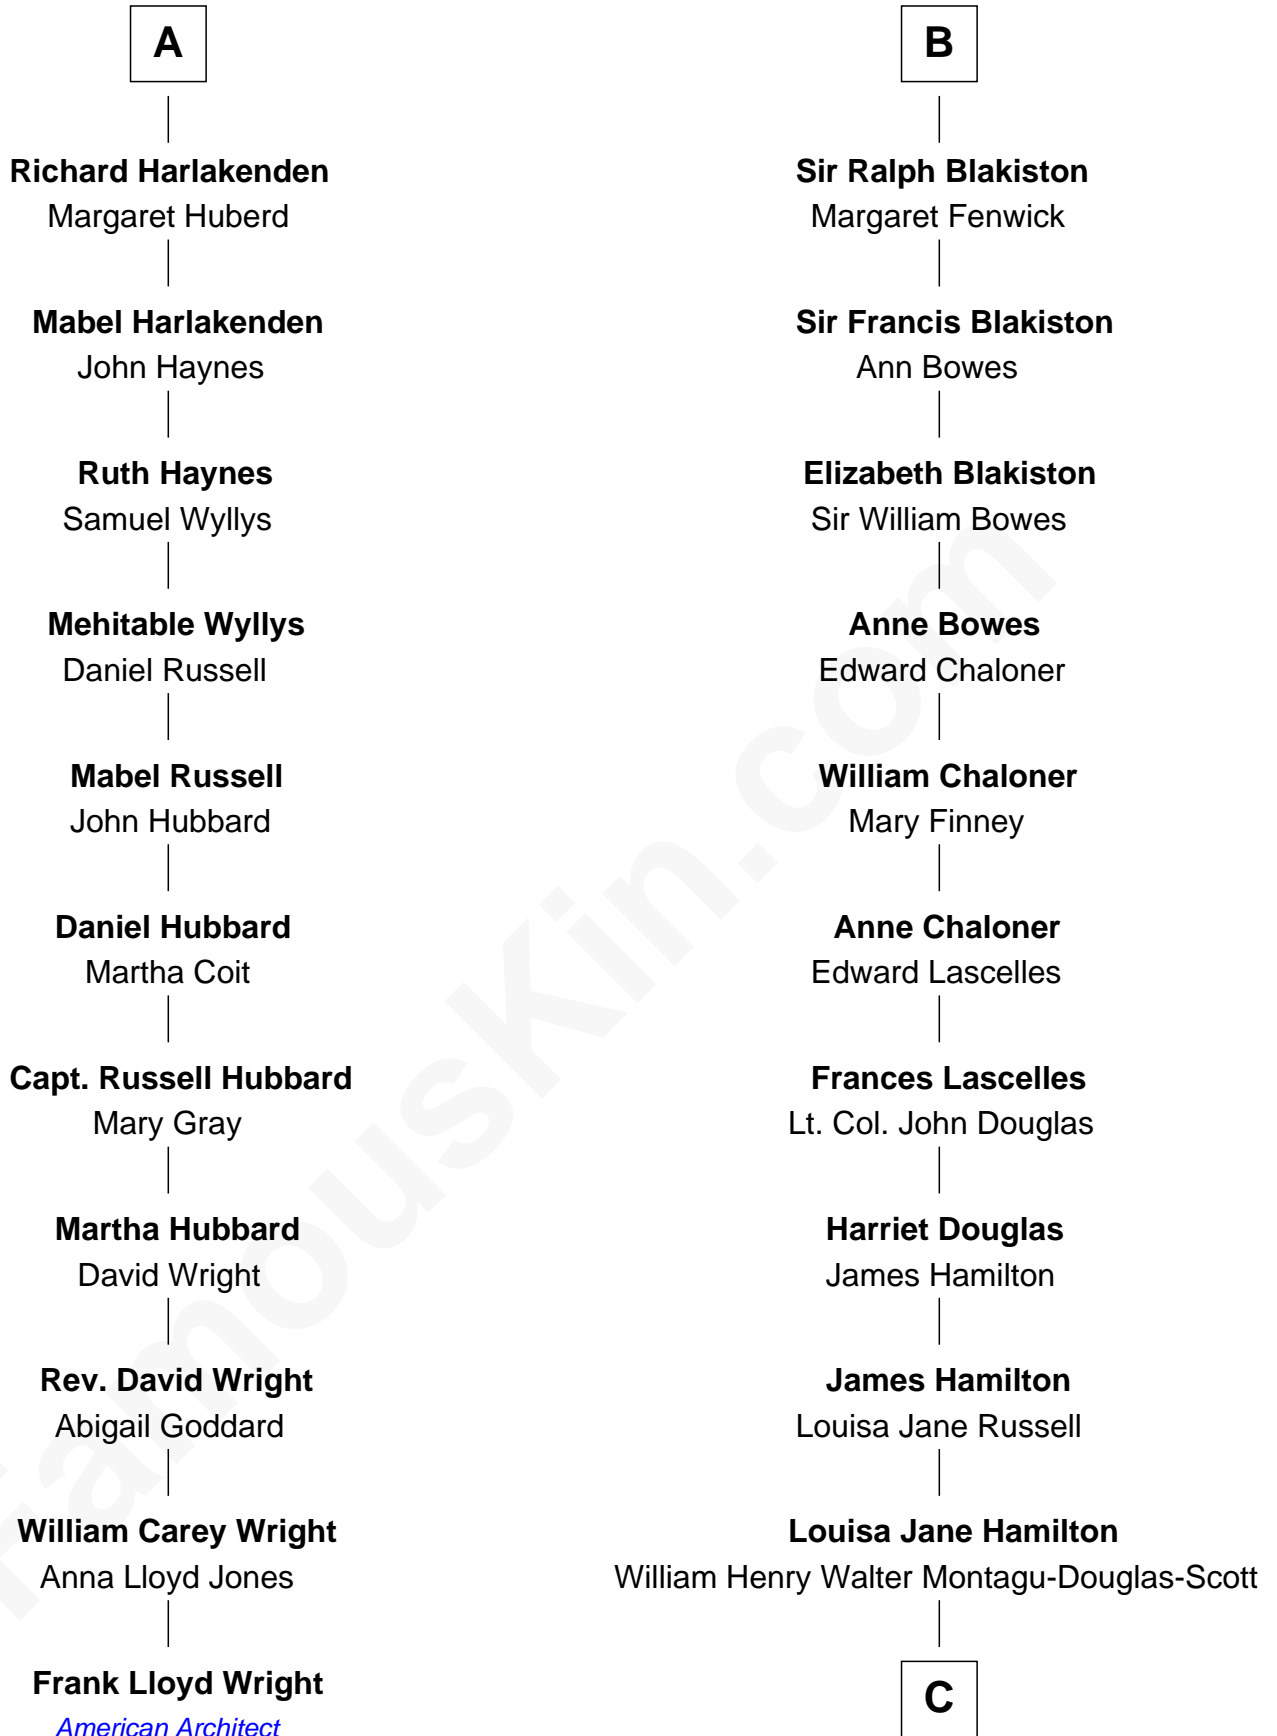 A
Richard Harlakenden
Margaret Huberd
Mabel Harlakenden
John Haynes
Ruth Haynes
Samuel Wyllys
Mehitable Wyllys
Daniel Russell
Mabel Russell
John Hubbard
Daniel Hubbard
Martha Coit
Capt. Russell Hubbard
Mary Gray
Martha Hubbard
David Wright
Rev. David Wright
Abigail Goddard
William Carey Wright
Anna Lloyd Jones
Frank Lloyd Wright
American Architect
B
Sir Ralph Blakiston
Margaret Fenwick
Sir Francis Blakiston
Ann Bowes
Elizabeth Blakiston
Sir William Bowes
Anne Bowes
Edward Chaloner
William Chaloner
Mary Finney
Anne Chaloner
Edward Lascelles
Frances Lascelles
Lt. Col. John Douglas
Harriet Douglas
James Hamilton
James Hamilton
Louisa Jane Russell
Louisa Jane Hamilton
William Henry Walter Montagu-Douglas-Scott
C
FamousKin.com